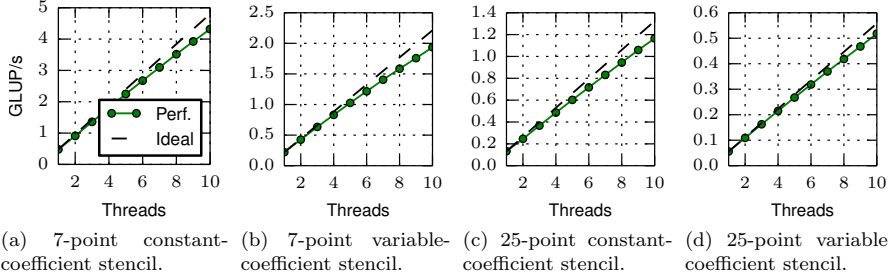 GLUP/s
6
5
4
3
2
1
0
2 4 6 8 10
Threads
Perf.
Ideal
2.5
2.0
1.5
1.0
0.5
0.0
2 4 6 8 10
Threads
1.4
1.2
1.0
0.8
0.6
0.4
0.2
0.0
2 4 6 8 10
Threads
0.6
0.5
0.4
0.3
0.2
0.1
0.0
2 4 6 8 10
Threads
(a) 7-point constant-
coefficient stencil.
(b) 7-point variable-
coefficient stencil.
(c) 25-point constant-
coefficient stencil.
(d) 25-point variable
coefficient stencil.